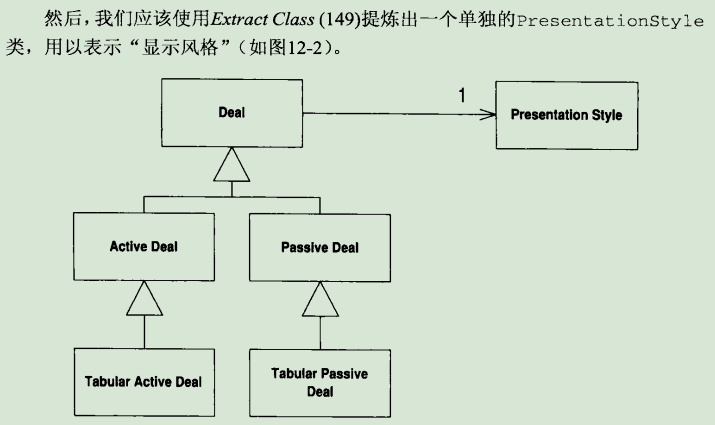 然后，我们应该使用Extract Class (149)提炼出一个单独的PresentationStyle
类，用以表示“显示风格”（如图12-2）。
Deal
1
Presentation Style
Active Deal
Passive Deal
Tabular Active Deal
Tabular Passive
Deal